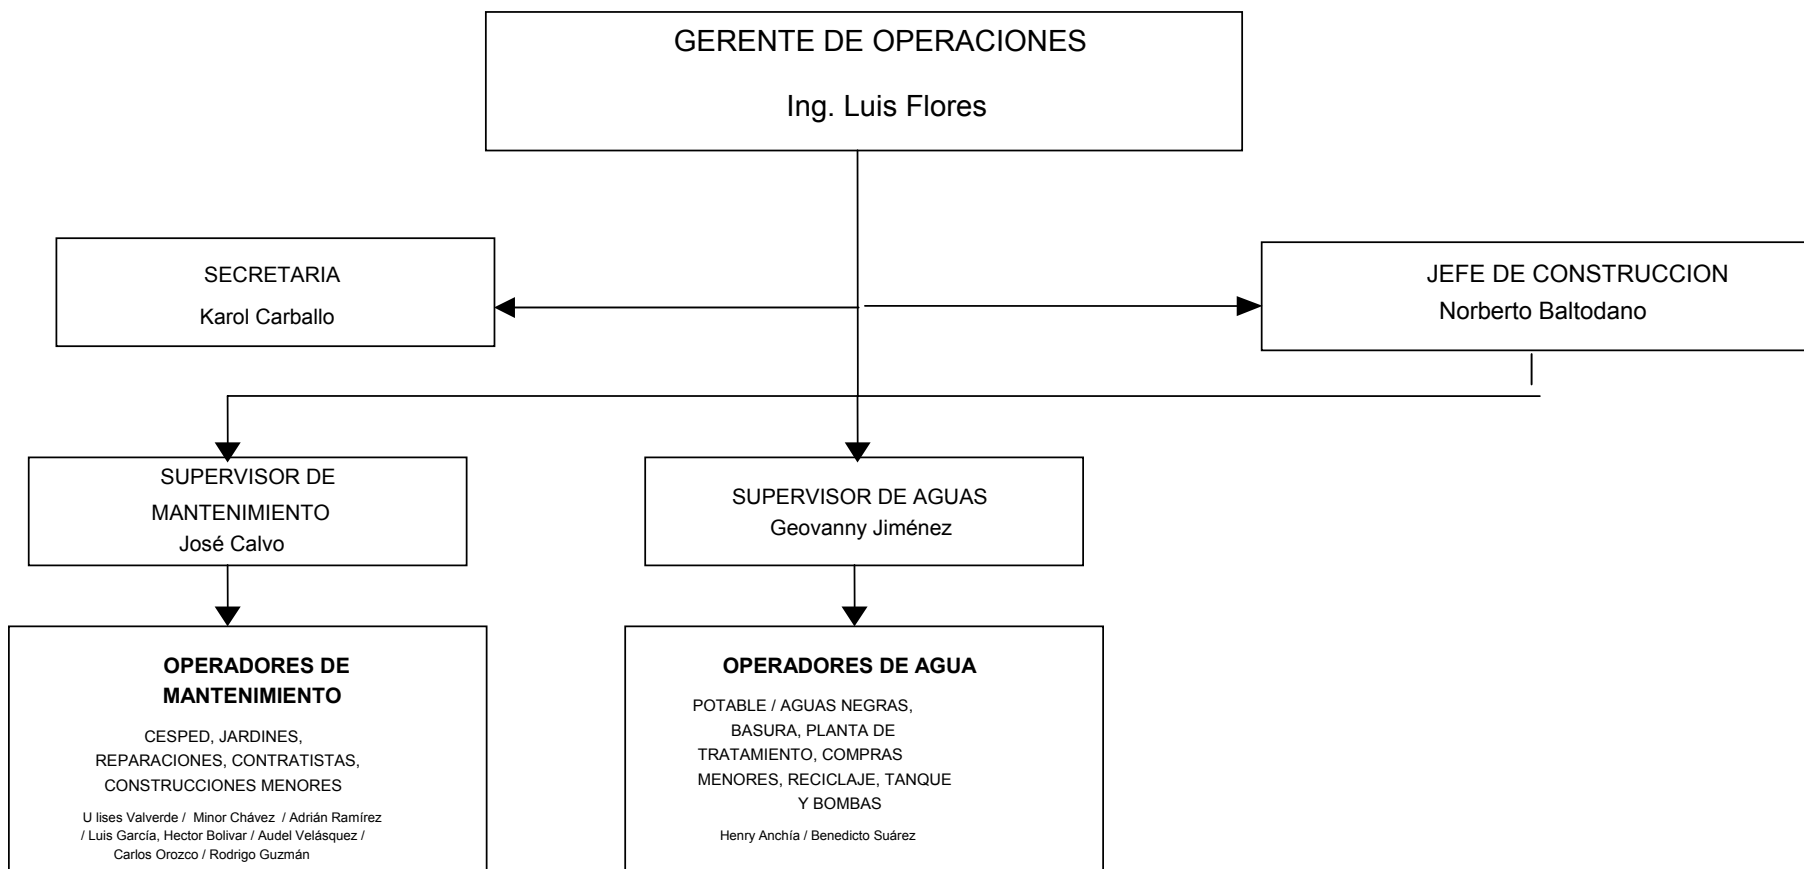 GERENTE DE OPERACIONES
Ing. Luis Flores
SECRETARIA
Karol Carballo
JEFE DE CONSTRUCCION
Norberto Baltodano
SUPERVISOR DE
MANTENIMIENTO
José Calvo
SUPERVISOR DE AGUAS
Geovanny Jiménez
OPERADORES DE
MANTENIMIENTO
CESPED, JARDINES,
REPARACIONES, CONTRATISTAS,
CONSTRUCCIONES MENORES
U lises Valverde / Minor Chávez / Adrián Ramírez
/ Luis García, Hector Bolivar / Audel Velásquez /
Carlos Orozco / Rodrigo Guzmán
OPERADORES DE AGUA
POTABLE / AGUAS NEGRAS,
BASURA, PLANTA DE
TRATAMIENTO, COMPRAS
MENORES, RECICLAJE, TANQUE
Y BOMBAS
Henry Anchía / Benedicto Suárez